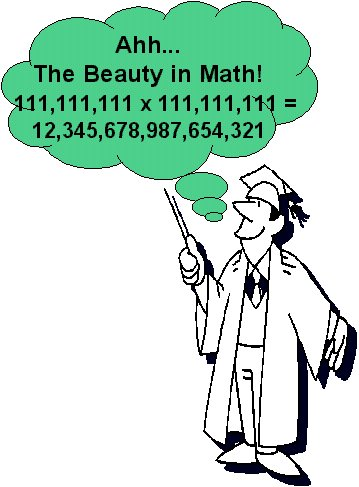 Ahh...
The Beauty in Math!
111,111,111 x 111,111,111 =
12,345,678,987,654,321